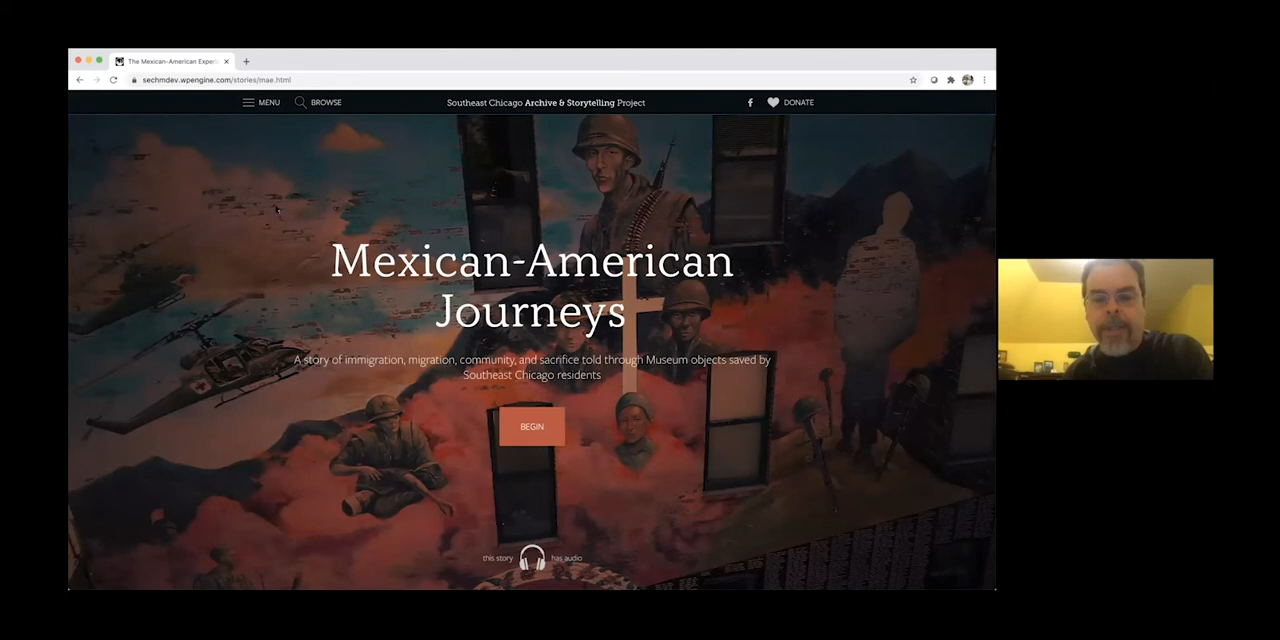 The Mexican-American Experi
sechmdev.wpengine.com/stories/mae.html
MENU BROWSE Southeast Chicago Archive & Storytelling Project DONATE
Mexican-American
Journeys
A story of immigration, migration, community, and sacrifice told through Museum objects saved by
Southeast Chicago residents
BEGIN
this story has audio